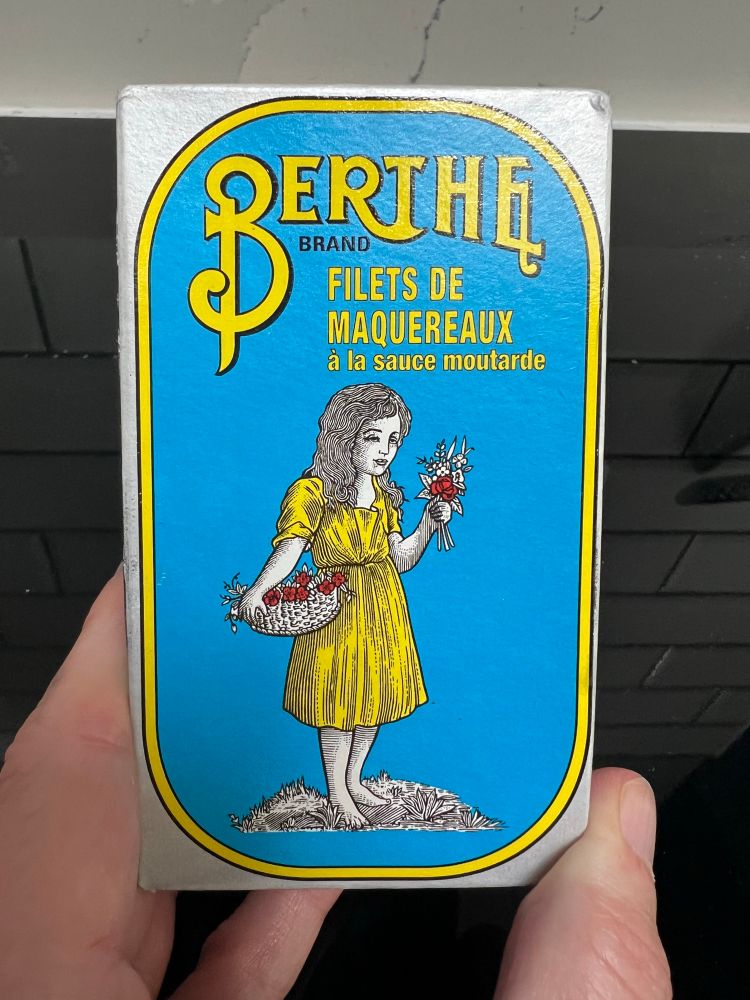 BERTHE
BRAND
FILETS DE
MAQUEREAUX
à la sauce moutarde